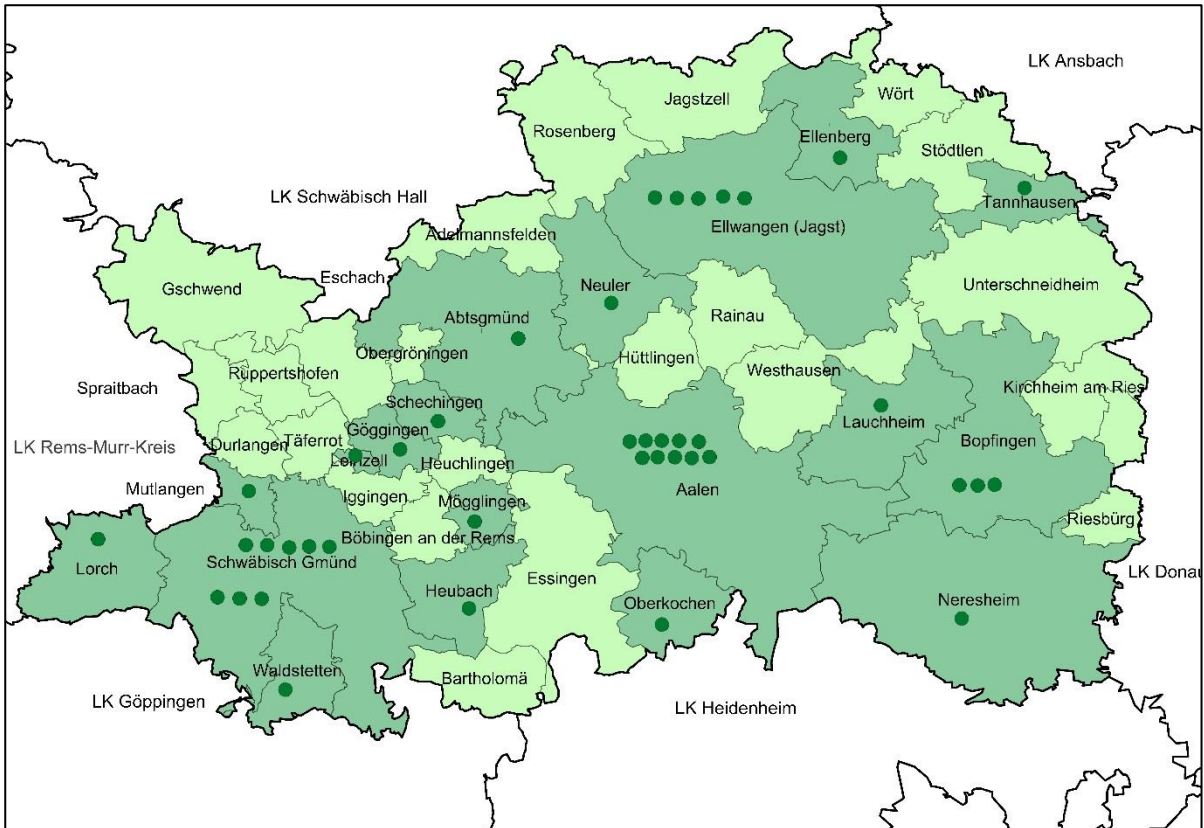 LK Ansbach
Wört
Jagstzell
Rosenberg
Ellenberg
Stödtlen
LK Schwäbisch Hall
Tannhausen
Ellwangen (Jagst)
Adelmannsfelden
Eschach
Gschwend
Neuler
Unterschneidheim
Abtsgmünd
Rainau
Obergröningen
Hüttlingen
Ruppertshofen
Westhausen
Spraitbach
Kirchheim am Ries
Schechingen
Lauchheim
Göggingen
Bopfingen
Durlangen
Täferrot
LK Rems-Murr-Kreis
Leinzell
Heuchlingen
Mutlangen
Iggingen
Aalen
Mögglingen
Riesbürg
Böbingen an der Rems
Lorch
Schwäbisch Gmünd
LK Donau
Essingen
Heubach
Oberkochen
Neresheim
Waldstetten
Bartholomä
LK Göppingen
LK Heidenheim